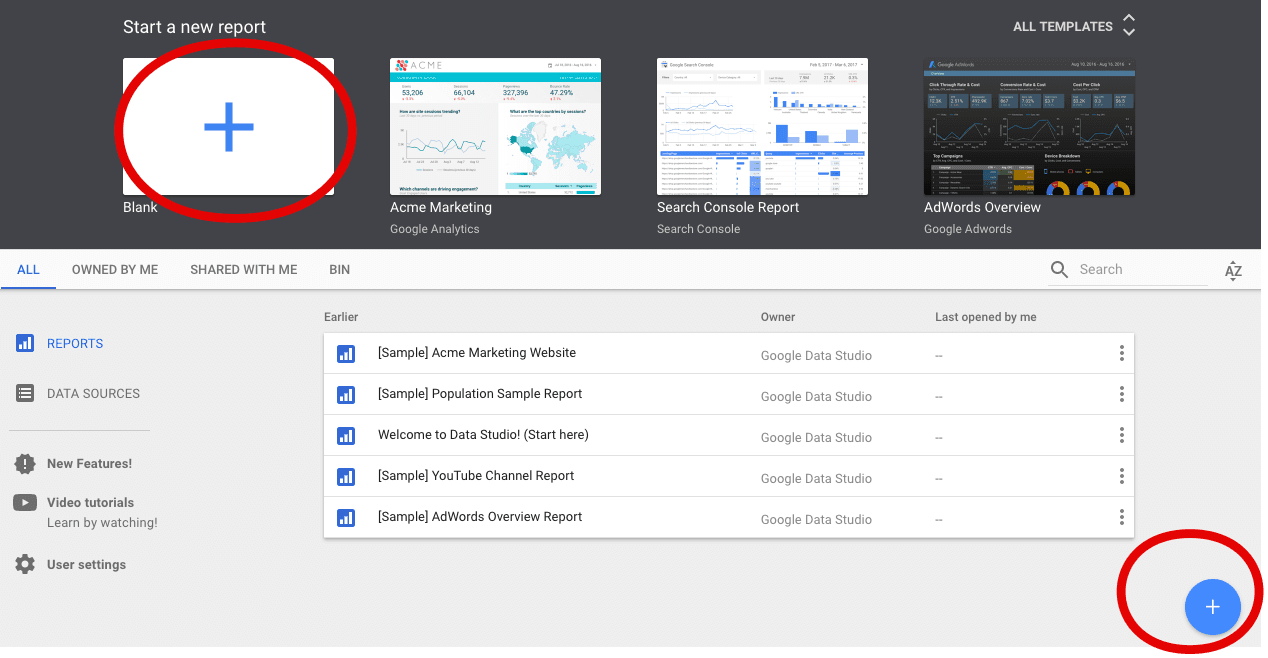 Start a new report
ALL TEMPLATES
ACME
53,206
66,104
327,396
47.29%
How are site sessions trending?
What are the top countries by sessions?
Which channels are driving engagement?
Google Search Console
Feb 8, 2017 - Mar 6, 2017
Google AdWords
Click Through Rate & Cost
Conversion Rate & Cost
Cost Per Click
Top Campaigns
Device Breakdown
Blank
Acme Marketing
Search Console Report
AdWords Overview
Google Analytics
Search Console
Google Adwords
ALL
OWNED BY ME
SHARED WITH ME
BIN
Search
AZ
Earlier
Owner
Last opened by me
REPORTS
DATA SOURCES
New Features!
Video tutorials
Learn by watching!
User settings
[Sample] Acme Marketing Website
Google Data Studio
--
[Sample] Population Sample Report
Google Data Studio
--
Welcome to Data Studio! (Start here)
Google Data Studio
--
[Sample] YouTube Channel Report
Google Data Studio
--
[Sample] AdWords Overview Report
Google Data Studio
--